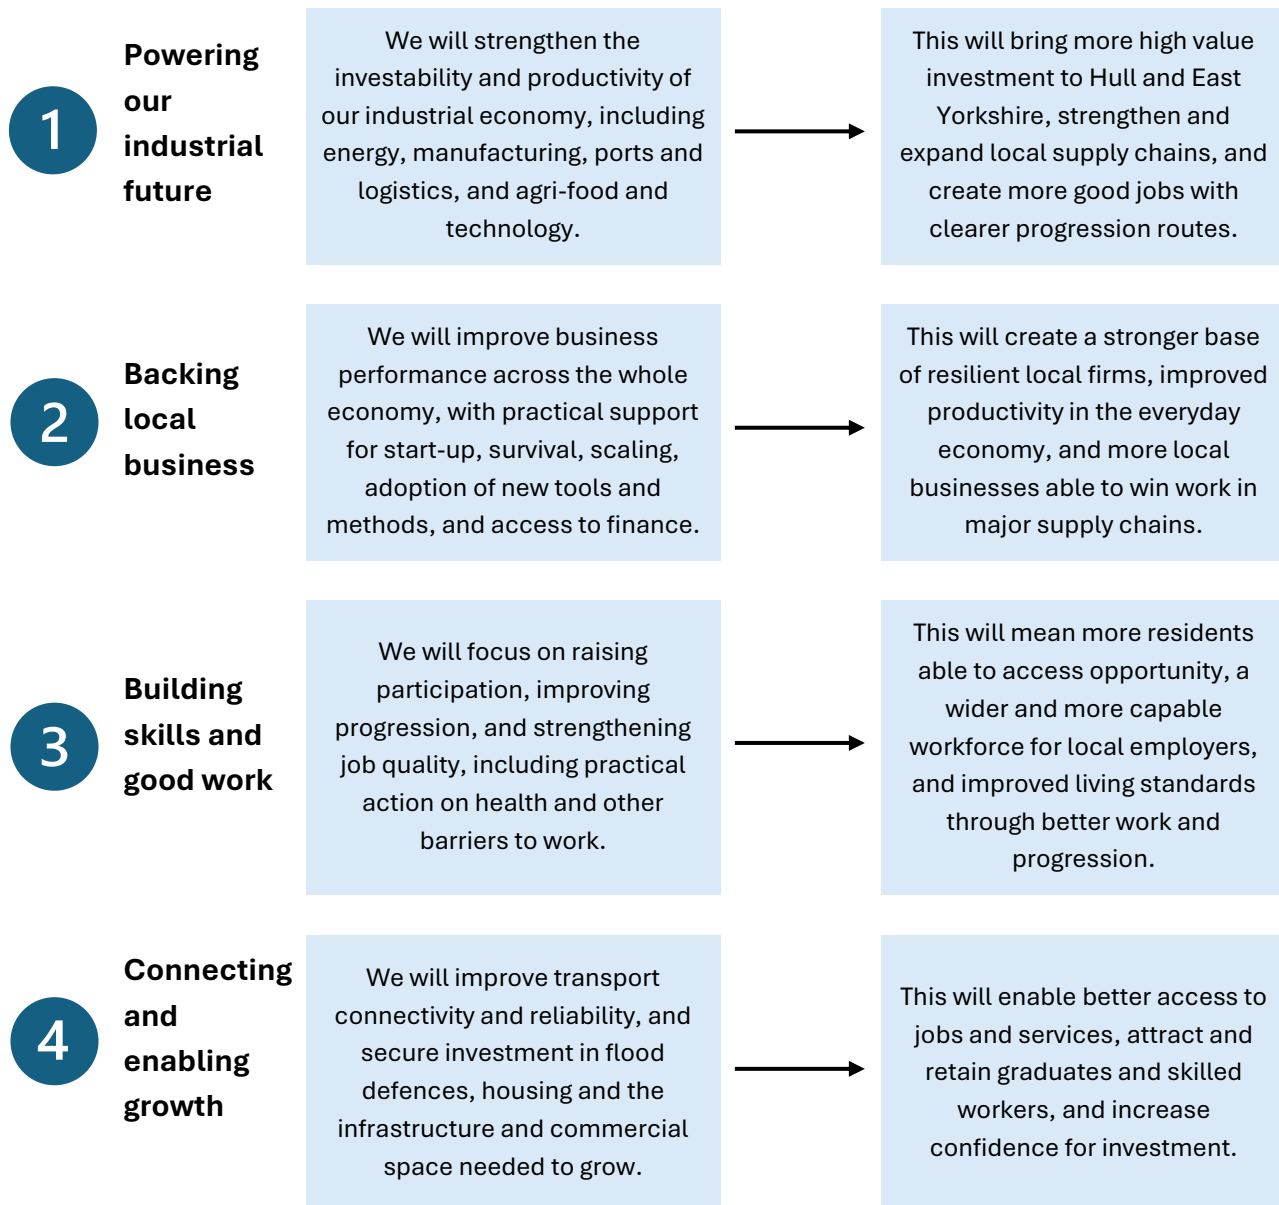 1
Powering
our
industrial
future
We will strengthen the
investability and productivity of
our industrial economy, including
energy, manufacturing, ports and
logistics, and agri-food and
technology.
This will bring more high value
investment to Hull and East
Yorkshire, strengthen and
expand local supply chains, and
create more good jobs with
clearer progression routes.
2
Backing
local
business
We will improve business
performance across the whole
economy, with practical support
for start-up, survival, scaling,
adoption of new tools and
methods, and access to finance.
This will create a stronger base
of resilient local firms, improved
productivity in the everyday
economy, and more local
businesses able to win work in
major supply chains.
3
Building
skills and
good work
We will focus on raising
participation, improving
progression, and strengthening
job quality, including practical
action on health and other
barriers to work.
This will mean more residents
able to access opportunity, a
wider and more capable
workforce for local employers,
and improved living standards
through better work and
progression.
4
Connecting
and
enabling
growth
We will improve transport
connectivity and reliability, and
secure investment in flood
defences, housing and the
infrastructure and commercial
space needed to grow.
This will enable better access to
jobs and services, attract and
retain graduates and skilled
workers, and increase
confidence for investment.